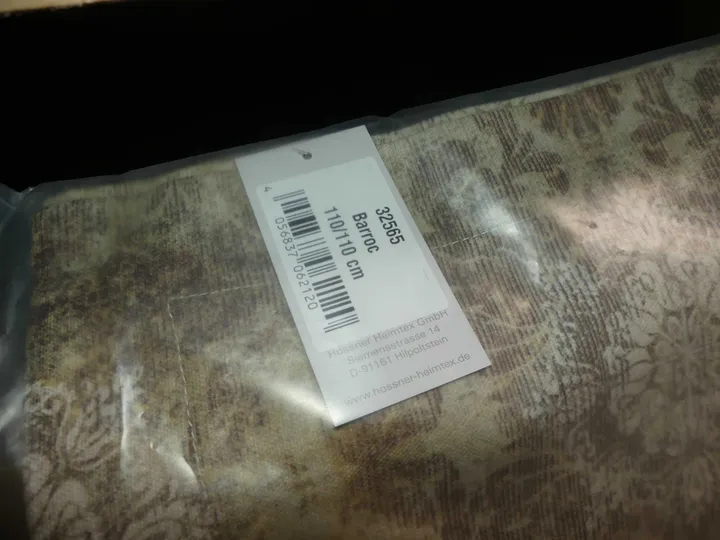 32565
Barroc
110/110 cm
4 056837 062120
Hossner Heimtex GmbH
Siemensstrasse 14
D-91161 Hilpoltstein
www.hossner-heimtex.de